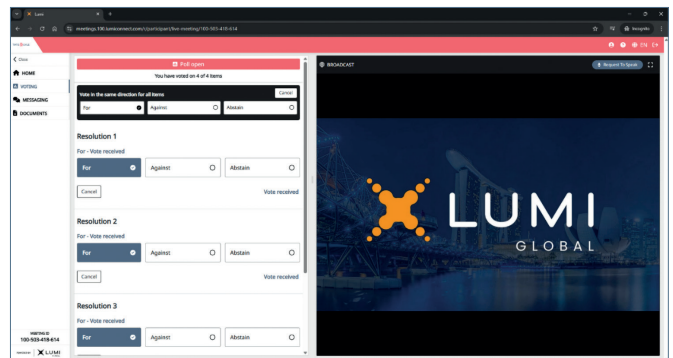 Lumi
meetings.100.lumiconnect.com/c/participant/live-meeting/100-503-418-614
Incognito
EN
Close
HOME
VOTING
MESSAGING
DOCUMENTS
MEETING ID
100-503-418-614
LUMI
Poll open
You have voted on 4 of 4 items
Vote in the same direction for all items
Cancel
For
Against
Abstain
Resolution 1
For - Vote received
For
Against
Abstain
Cancel
Vote received
Resolution 2
For - Vote received
For
Against
Abstain
Cancel
Vote received
Resolution 3
For - Vote received
For
Against
Abstain
BROADCAST
Request To Speak
LUMI
GLOBAL